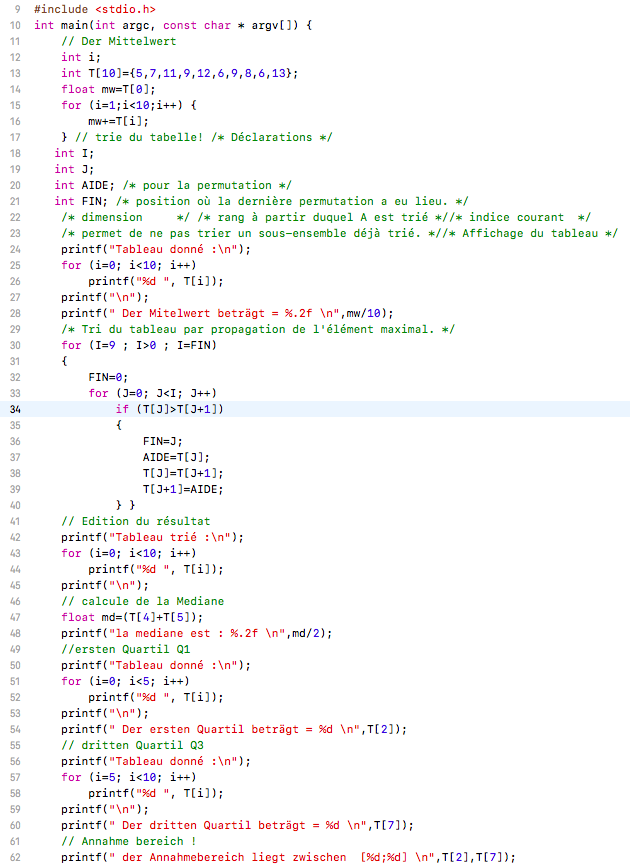 9 #include <stdio.h>
10 int main(int argc, const char * argv[]) {
11 // Der Mittelwert
12 int i;
13 int T[10]={5,7,11,9,12,6,9,8,6,13};
14 float mw=T[0];
15 for (i=1;i<10;i++) {
16 mw+=T[i];
17 } // trie du tabelle! /* Déclarations */
18 int I;
19 int J;
20 int AIDE; /* pour la permutation */
21 int FIN; /* position où la dernière permutation a eu lieu. */
22 /* dimension */ /* rang à partir duquel A est trié *//* indice courant */
23 /* permet de ne pas trier un sous-ensemble déjà trié. *//* Affichage du tableau */
24 printf("Tableau donné :\n");
25 for (i=0; i<10; i++)
26 printf("%d ", T[i]);
27 printf("\n");
28 printf(" Der Mitelwert beträgt = %.2f \n",mw/10);
29 /* Tri du tableau par propagation de l'élément maximal. */
30 for (I=9 ; I>0 ; I=FIN)
31 {
32 FIN=0;
33 for (J=0; J<I; J++)
34 if (T[J]>T[J+1])
35 {
36 FIN=J;
37 AIDE=T[J];
38 T[J]=T[J+1];
39 T[J+1]=AIDE;
40 } }
41 // Edition du résultat
42 printf("Tableau trié :\n");
43 for (i=0; i<10; i++)
44 printf("%d ", T[i]);
45 printf("\n");
46 // calcule de la Mediane
47 float md=(T[4]+T[5]);
48 printf("la mediane est : %.2f \n",md/2);
49 //ersten Quartil Q1
50 printf("Tableau donné :\n");
51 for (i=0; i<5; i++)
52 printf("%d ", T[i]);
53 printf("\n");
54 printf(" Der ersten Quartil beträgt = %d \n",T[2]);
55 // dritten Quartil Q3
56 printf("Tableau donné :\n");
57 for (i=5; i<10; i++)
58 printf("%d ", T[i]);
59 printf("\n");
60 printf(" Der dritten Quartil beträgt = %d \n",T[7]);
61 // Annahme bereich !
62 printf(" der Annahmebereich liegt zwischen [%d;%d] \n",T[2],T[7]);